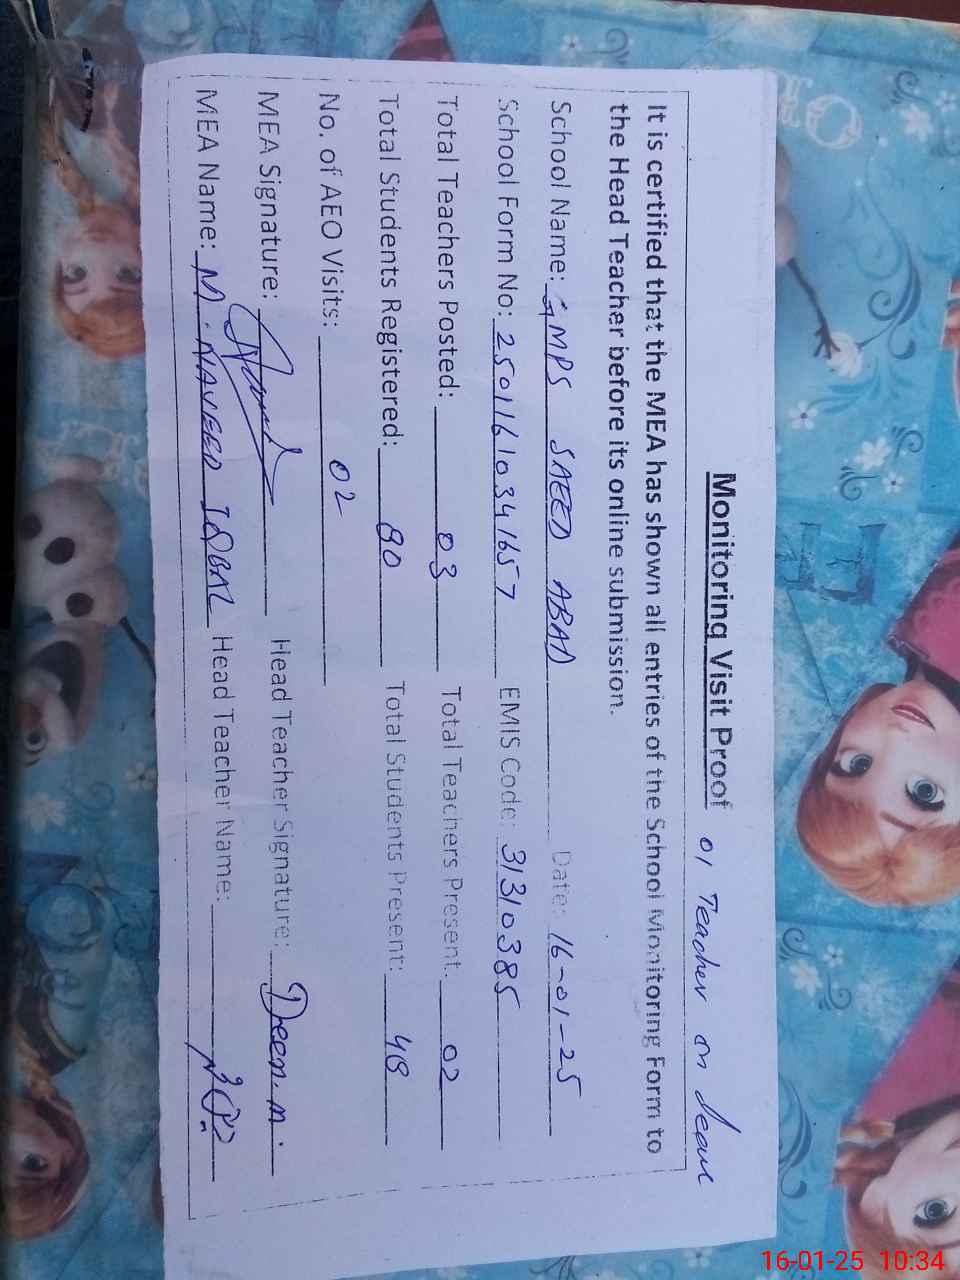 Monitoring Visit Proof 01 Teacher on leave
It is certified that the MEA has shown all entries of the School Monitoring Form to
the Head Teacher before its online submission.
School Name: GMPS SAEED ABAD Date: 16-01-25
School Form No: 25011610341657 EMIS Code: 31310385
Total Teachers Posted: 03 Total Teachers Present: 02
Total Students Registered: 80 Total Students Present: 48
No. of AEO Visits: 02
MEA Signature: Head Teacher Signature:
MEA Name: M. NAVEED IQBAL Head Teacher Name:
16-01-25 10:34